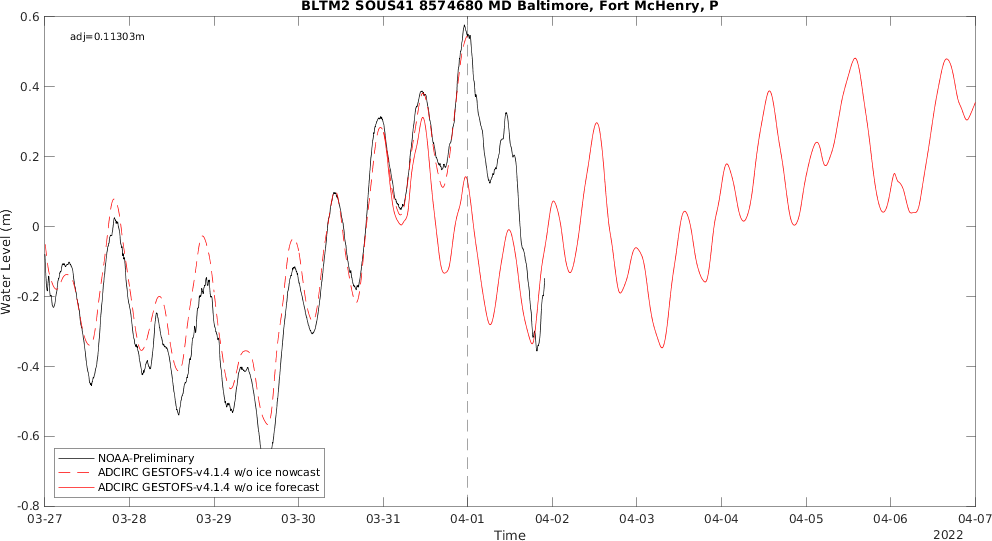 BLTM2 SOUS41 8574680 MD Baltimore, Fort McHenry, P
adj=0.11303m
0.6
0.4
0.2
0
-0.2
-0.4
-0.6
-0.8
Water Level (m)
NOAA-Preliminary
ADCIRC GESTOFS-v4.1.4 w/o ice nowcast
ADCIRC GESTOFS-v4.1.4 w/o ice forecast
03-27 03-28 03-29 03-30 03-31 04-01 04-02 04-03 04-04 04-05 04-06 04-07
Time
2022